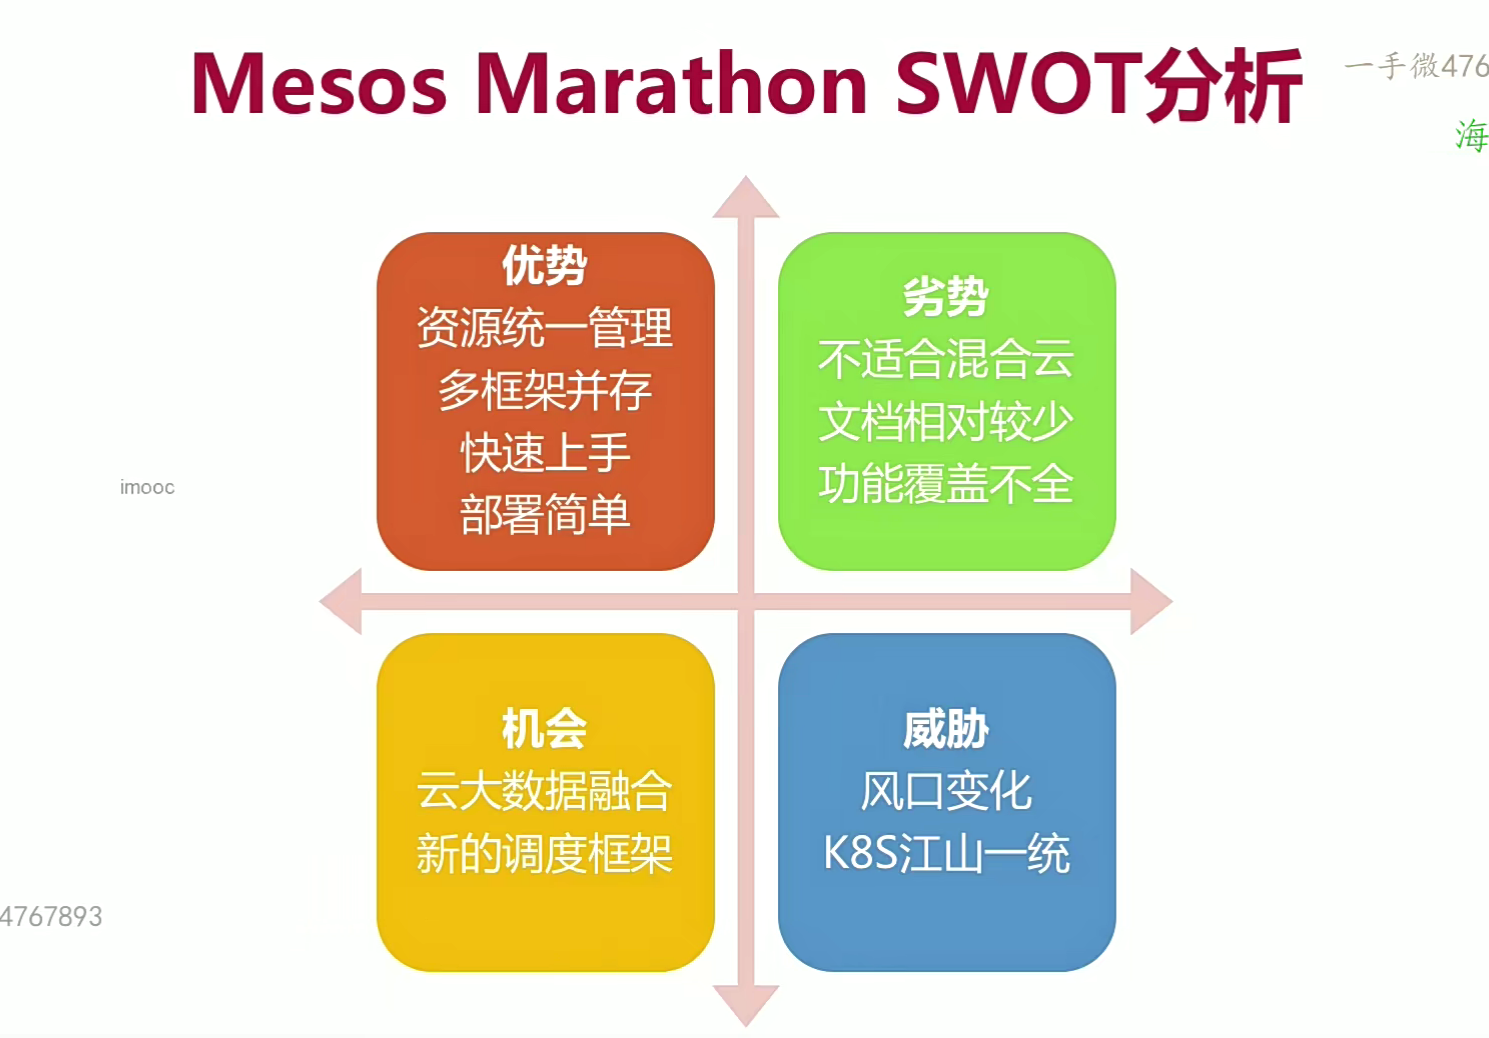 Mesos Marathon SWOT分析
一手微476
海
优势
资源统一管理
多框架并存
快速上手
部署简单
劣势
不适合混合云
文档相对较少
功能覆盖不全
imooc
机会
云大数据融合
新的调度框架
威胁
风口变化
K8S江山一统
4767893